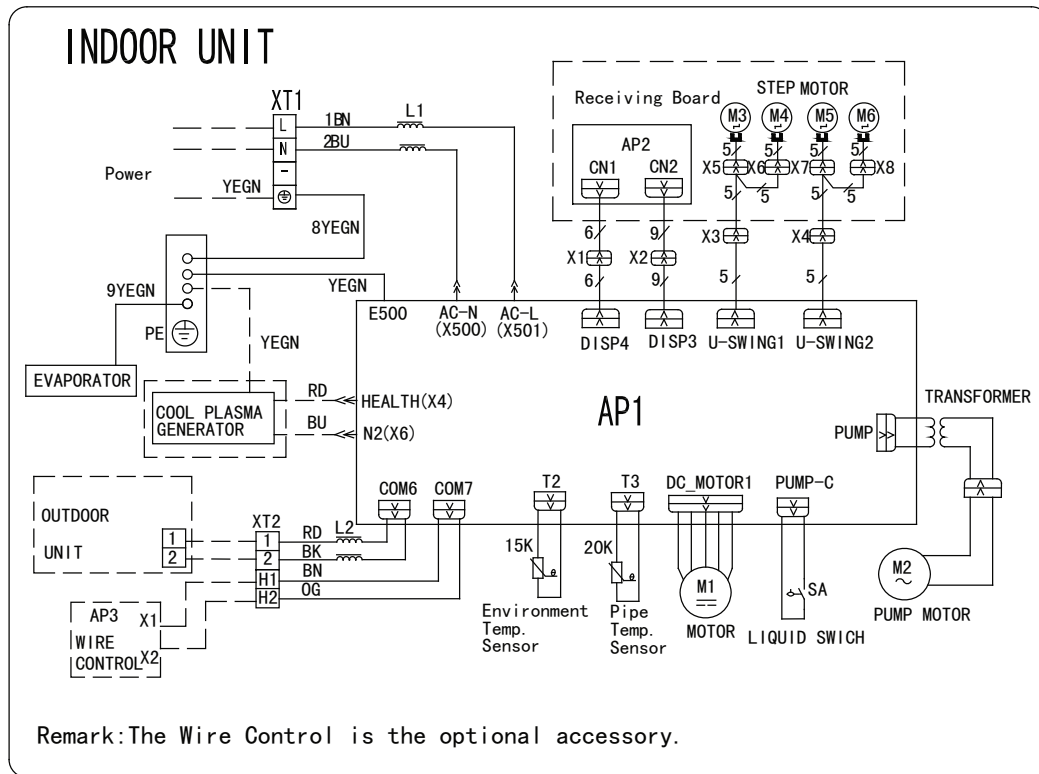 INDOOR UNIT
XT1
L
N
-
Power
YEGN
1BN
2BU
L1
8YEGN
9YEGN
YEGN
PE
YEGN
EVAPORATOR
COOL PLASMA
GENERATOR
RD
BU
HEALTH(X4)
N2(X6)
E500
AC-N
(X500)
AC-L
(X501)
Receiving Board
STEP MOTOR
AP2
CN1
CN2
M3
M4
M5
M6
5
5
5
5
X5
X6
X7
X8
5
5
5
5
6
9
X1
X2
X3
X4
6
9
5
5
DISP4
DISP3
U-SWING1
U-SWING2
AP1
PUMP
TRANSFORMER
COM6
COM7
T2
T3
DC_MOTOR1
PUMP-C
OUTDOOR
UNIT
1
2
XT2
1
2
H1
H2
RD
BK
BN
OG
L2
AP3
WIRE
CONTROL
X1
X2
15K
θ
Environment
Temp.
Sensor
20K
θ
Pipe
Temp.
Sensor
M1
MOTOR
SA
LIQUID SWICH
M2
~
PUMP MOTOR
Remark:The Wire Control is the optional accessory.